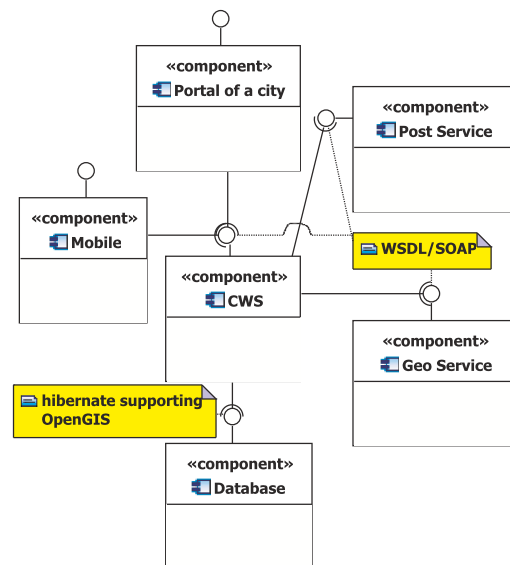 «component»
Portal of a city
«component»
Post Service
«component»
Mobile
WSDL/SOAP
«component»
CWS
«component»
Geo Service
hibernate supporting
OpenGIS
«component»
Database